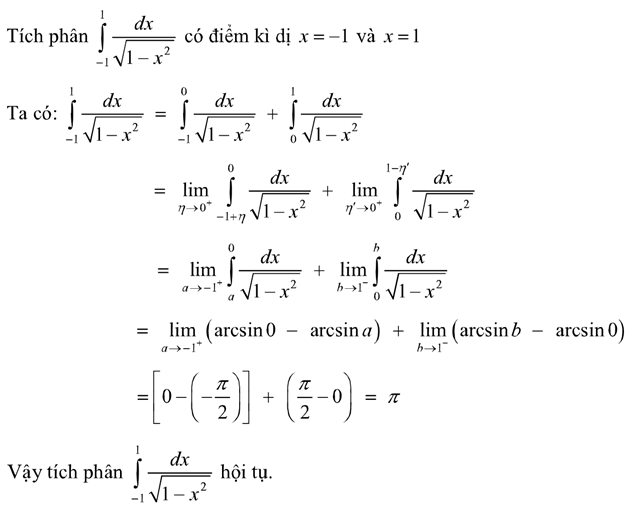 Tích phân ∫_{-1}^{1} dx/√(1 − x²) có điểm kì dị x = −1 và x = 1
Ta có: ∫_{-1}^{1} dx/√(1 − x²) = ∫_{-1}^{0} dx/√(1 − x²) + ∫_{0}^{1} dx/√(1 − x²)
= lim_{η→0⁺} ∫_{-1+η}^{0} dx/√(1 − x²) + lim_{η′→0⁺} ∫_{0}^{1−η′} dx/√(1 − x²)
= lim_{a→−1⁺} ∫_{a}^{0} dx/√(1 − x²) + lim_{b→1⁻} ∫_{0}^{b} dx/√(1 − x²)
= lim_{a→−1⁺} (arcsin 0 − arcsin a) + lim_{b→1⁻} (arcsin b − arcsin 0)
= [0 − (−π/2)] + (π/2 − 0) = π
Vậy tích phân ∫_{-1}^{1} dx/√(1 − x²) hội tụ.